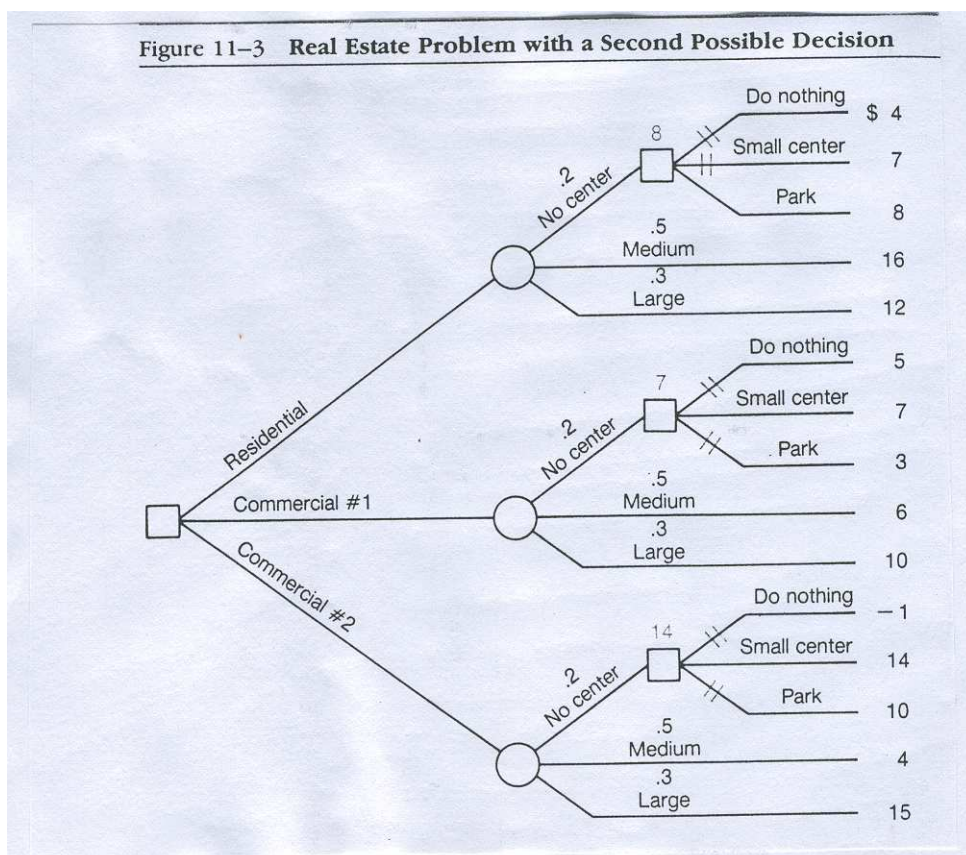 Figure 11–3 Real Estate Problem with a Second Possible Decision
Do nothing $ 4
8
Small center 7
.2
No center
Park 8
.5
Medium 16
.3
Large 12
Residential
Do nothing 5
7
Small center 7
.2
No center
Park 3
.5
Medium 6
.3
Large 10
Commercial #1
Commercial #2
Do nothing −1
14
Small center 14
.2
No center
Park 10
.5
Medium 4
.3
Large 15